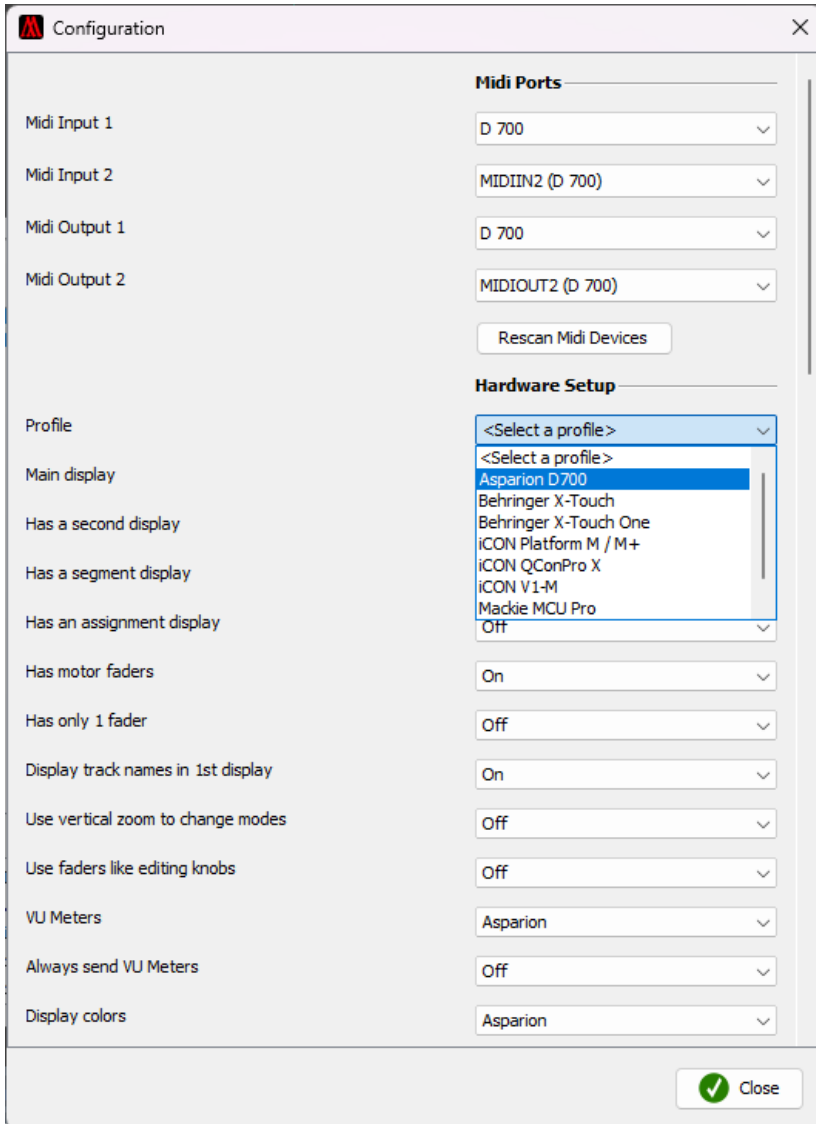 Configuration
Midi Ports
Midi Input 1
D 700
Midi Input 2
MIDIIN2 (D 700)
Midi Output 1
D 700
Midi Output 2
MIDIOUT2 (D 700)
Rescan Midi Devices
Hardware Setup
Profile
<Select a profile>
<Select a profile>
Main display
Asparion D700
Behringer X-Touch
Has a second display
Behringer X-Touch One
iCON Platform M / M+
Has a segment display
iCON QConPro X
iCON V1-M
Mackie MCU Pro
Has an assignment display
Off
Has motor faders
On
Has only 1 fader
Off
Display track names in 1st display
On
Use vertical zoom to change modes
Off
Use faders like editing knobs
Off
VU Meters
Asparion
Always send VU Meters
Off
Display colors
Asparion
Close